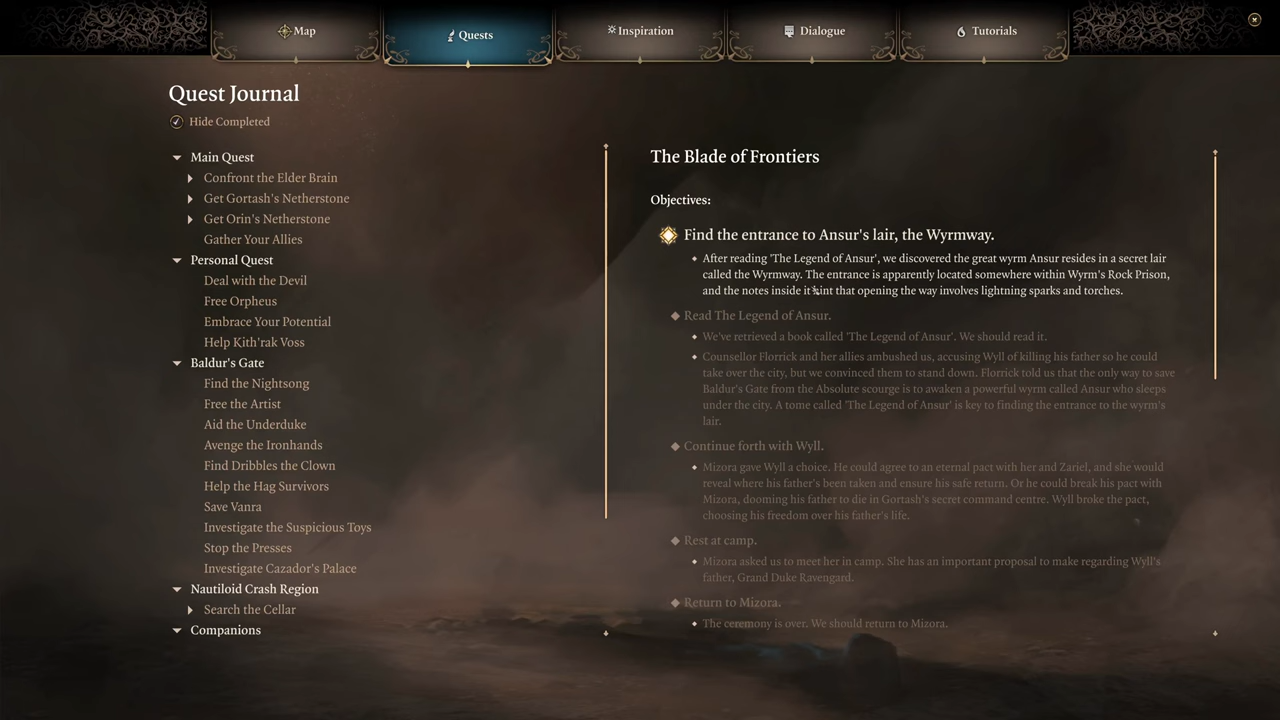 Map
Quests
Inspiration
Dialogue
Tutorials
Quest Journal
Hide Completed
Main Quest
Confront the Elder Brain
Get Gortash's Netherstone
Get Orin's Netherstone
Gather Your Allies
Personal Quest
Deal with the Devil
Free Orpheus
Embrace Your Potential
Help Kith'rak Voss
Baldur's Gate
Find the Nightsong
Free the Artist
Aid the Underduke
Avenge the Ironhands
Find Dribbles the Clown
Help the Hag Survivors
Save Vanra
Investigate the Suspicious Toys
Stop the Presses
Investigate Cazador's Palace
Nautiloid Crash Region
Search the Cellar
Companions
The Blade of Frontiers
Objectives:
Find the entrance to Ansur's lair, the Wyrmway.
After reading 'The Legend of Ansur', we discovered the great wyrm Ansur resides in a secret lair
called the Wyrmway. The entrance is apparently located somewhere within Wyrm's Rock Prison,
and the notes inside it hint that opening the way involves lightning sparks and torches.
Read The Legend of Ansur.
We've retrieved a book called 'The Legend of Ansur'. We should read it.
Counsellor Florrick and her allies ambushed us, accusing Wyll of killing his father so he could
take over the city, but we convinced them to stand down. Florrick told us that the only way to save
Baldur's Gate from the Absolute scourge is to awaken a powerful wyrm called Ansur who sleeps
under the city. A tome called 'The Legend of Ansur' is key to finding the entrance to the wyrm's
lair.
Continue forth with Wyll.
Mizora gave Wyll a choice. He could agree to an eternal pact with her and Zariel, and she would
reveal where his father's been taken and ensure his safe return. Or he could break his pact with
Mizora, dooming his father to die in Gortash's secret command centre. Wyll broke the pact,
choosing his freedom over his father's life.
Rest at camp.
Mizora asked us to meet her in camp. She has an important proposal to make regarding Wyll's
father, Grand Duke Ravengard.
Return to Mizora.
The ceremony is over. We should return to Mizora.